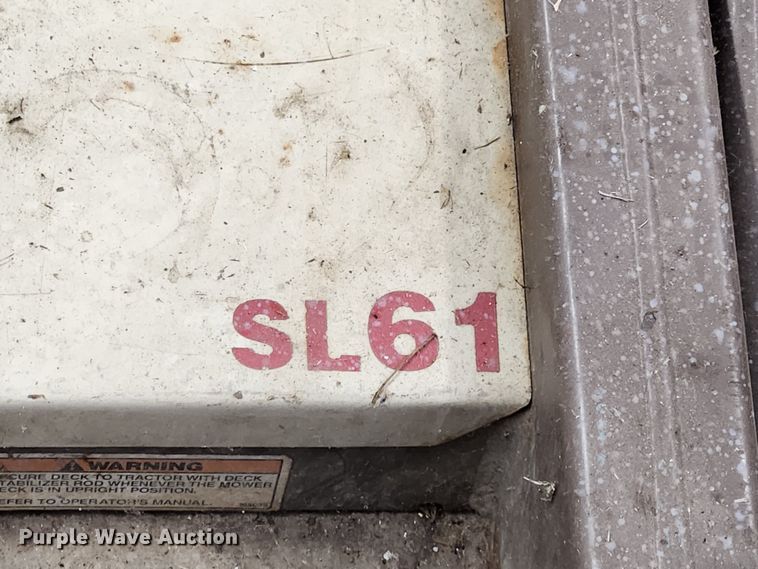 SL61
WARNING
SECURE DECK TO TRACTOR WITH DECK
STABILIZER ROD WHENEVER THE MOWER
DECK IS IN UPRIGHT POSITION.
REFER TO OPERATOR'S MANUAL.
Purple Wave Auction